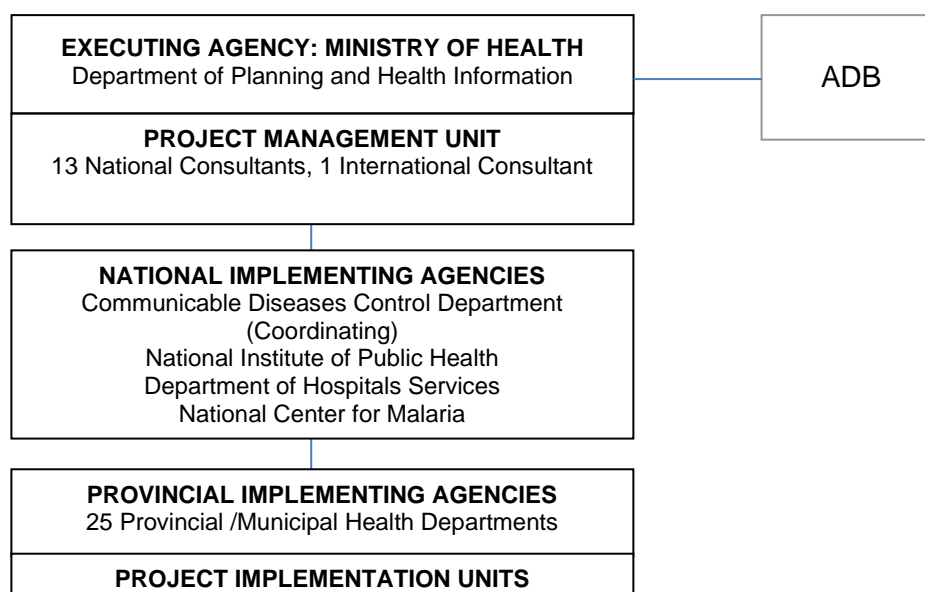 EXECUTING AGENCY: MINISTRY OF HEALTH
Department of Planning and Health Information
ADB
PROJECT MANAGEMENT UNIT
13 National Consultants, 1 International Consultant
NATIONAL IMPLEMENTING AGENCIES
Communicable Diseases Control Department
(Coordinating)
National Institute of Public Health
Department of Hospitals Services
National Center for Malaria
PROVINCIAL IMPLEMENTING AGENCIES
25 Provincial /Municipal Health Departments
PROJECT IMPLEMENTATION UNITS